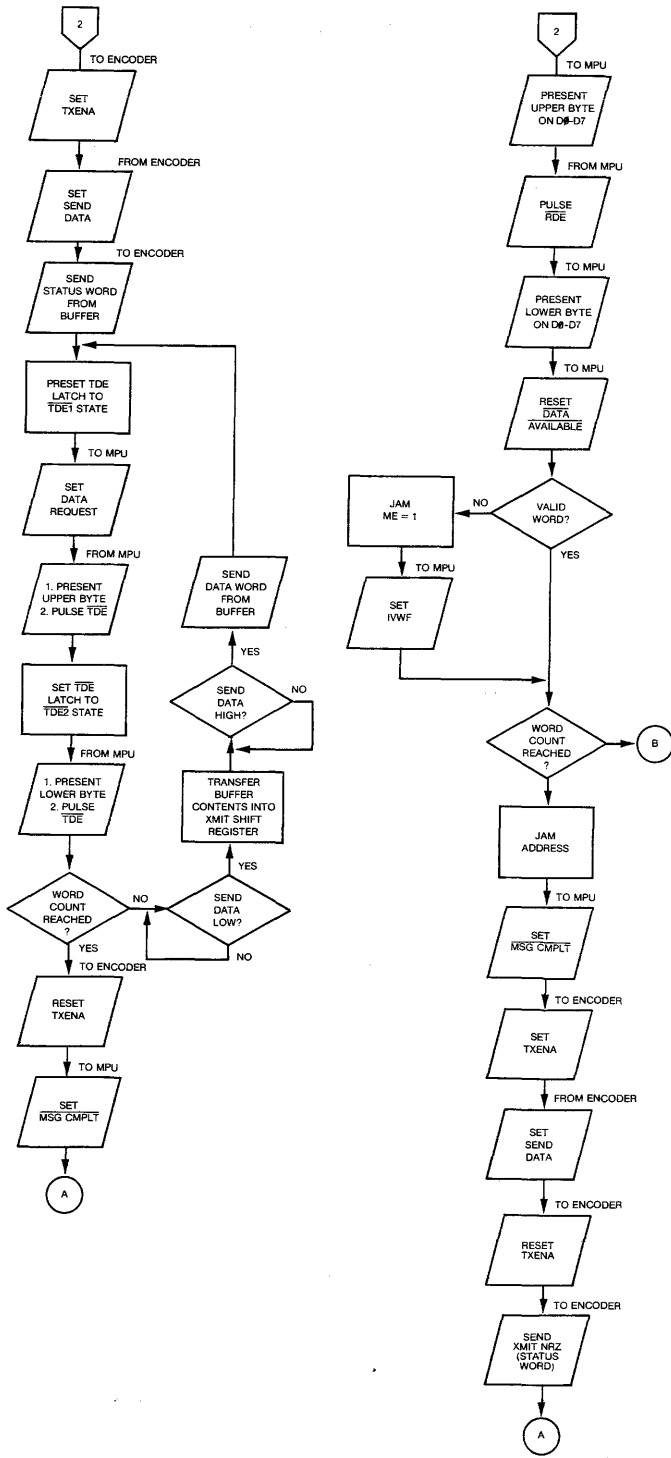 2
TO ENCODER
SET
TXENA
FROM ENCODER
SET
SEND
DATA
TO ENCODER
SEND
STATUS WORD
FROM
BUFFER
PRESET TDE
LATCH TO
TDE1 STATE
TO MPU
SET
DATA
REQUEST
FROM MPU
1. PRESENT
UPPER BYTE
2. PULSE TDE
SET TDE
LATCH TO
TDE2 STATE
FROM MPU
1. PRESENT
LOWER BYTE
2. PULSE
TDE
WORD
COUNT
REACHED
?
NO
YES
TO ENCODER
RESET
TXENA
TO MPU
SET
MSG CMPLT
A
SEND
DATA WORD
FROM
BUFFER
YES
SEND
DATA
HIGH?
NO
TRANSFER
BUFFER
CONTENTS INTO
XMIT SHIFT
REGISTER
YES
SEND
DATA
LOW?
NO
2
TO MPU
PRESENT
UPPER BYTE
ON DØ-D7
FROM MPU
PULSE
RDE
TO MPU
PRESENT
LOWER BYTE
ON DØ-D7
TO MPU
RESET
DATA
AVAILABLE
VALID
WORD?
NO
YES
JAM
ME = 1
TO MPU
SET
IVWF
WORD
COUNT
REACHED
?
B
JAM
ADDRESS
TO MPU
SET
MSG CMPLT
TO ENCODER
SET
TXENA
FROM ENCODER
SET
SEND
DATA
TO ENCODER
RESET
TXENA
TO ENCODER
SEND
XMIT NRZ
(STATUS
WORD)
A